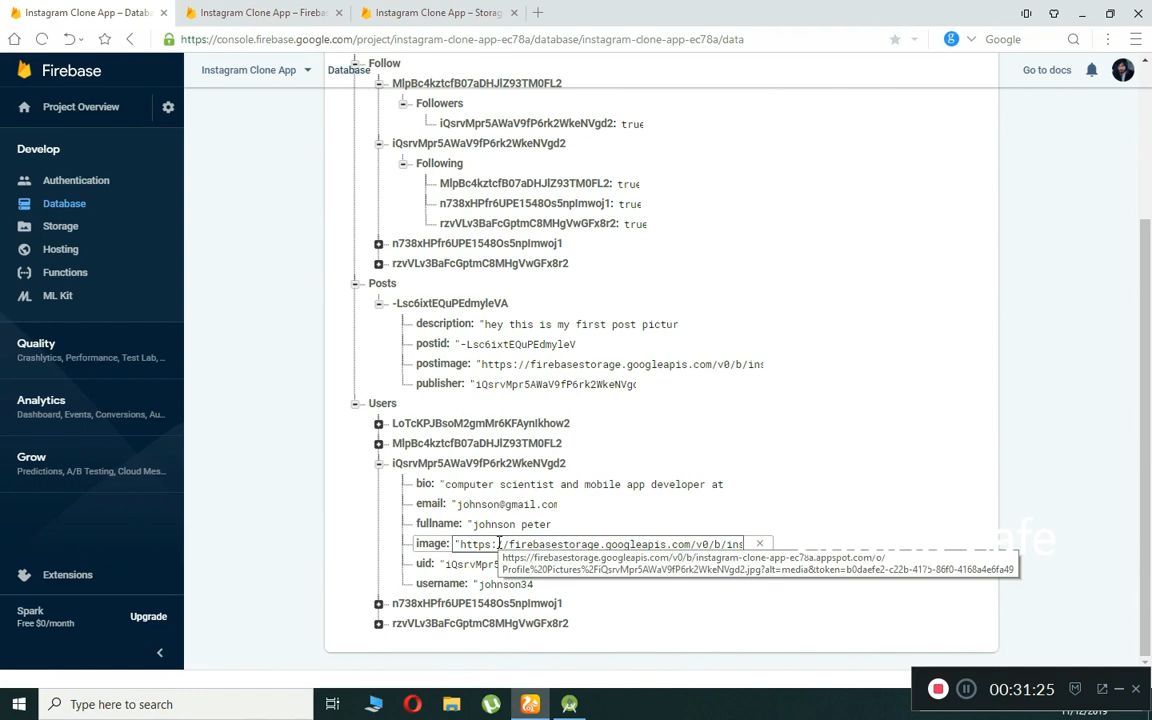 Instagram Clone App – Datab
Instagram Clone App – Fireba
Instagram Clone App – Storag
https://console.firebase.google.com/project/instagram-clone-app-ec78a/database/instagram-clone-app-ec78a/data
Google
Firebase
Instagram Clone App
Database
Go to docs
Project Overview
Develop
Authentication
Database
Storage
Hosting
Functions
ML Kit
Quality
Crashlytics, Performance, Test Lab, …
Analytics
Dashboard, Events, Conversions, Au…
Grow
Predictions, A/B Testing, Cloud Mes…
Extensions
Spark
Free $0/month
Upgrade
Follow
MlpBc4kztcfB07aDHJlZ93TM0FL2
Followers
iQsrvMpr5AWaV9fP6rk2WkeNVgd2: true
iQsrvMpr5AWaV9fP6rk2WkeNVgd2
Following
MlpBc4kztcfB07aDHJlZ93TM0FL2: true
n738xHPfr6UPE1548Os5npImwoj1: true
rzvVLv3BaFcGptmC8MHgVwGFx8r2: true
n738xHPfr6UPE1548Os5npImwoj1
rzvVLv3BaFcGptmC8MHgVwGFx8r2
Posts
-Lsc6ixtEQuPEdmyleVA
description: "hey this is my first post pictur
postid: "-Lsc6ixtEQuPEdmyleV
postimage: "https://firebasestorage.googleapis.com/v0/b/ins
publisher: "iQsrvMpr5AWaV9fP6rk2WkeNVgd
Users
LoTcKPJBsoM2gmMr6KFAynIkhow2
MlpBc4kztcfB07aDHJlZ93TM0FL2
iQsrvMpr5AWaV9fP6rk2WkeNVgd2
bio: "computer scientist and mobile app developer at
email: "johnson@gmail.com
fullname: "johnson peter
image: "https://firebasestorage.googleapis.com/v0/b/ins
https://firebasestorage.googleapis.com/v0/b/instagram-clone-app-ec78a.appspot.com/o/
Profile%20Pictures%2FiQsrvMpr5AWaV9fP6rk2WkeNVgd2.jpg?alt=media&token=b0daefe2-c22b-4175-86f0-4168a4e6fa49
uid: "iQsrvMpr5
username: "johnson34
n738xHPfr6UPE1548Os5npImwoj1
rzvVLv3BaFcGptmC8MHgVwGFx8r2
00:31:25
Type here to search
11/12/2019